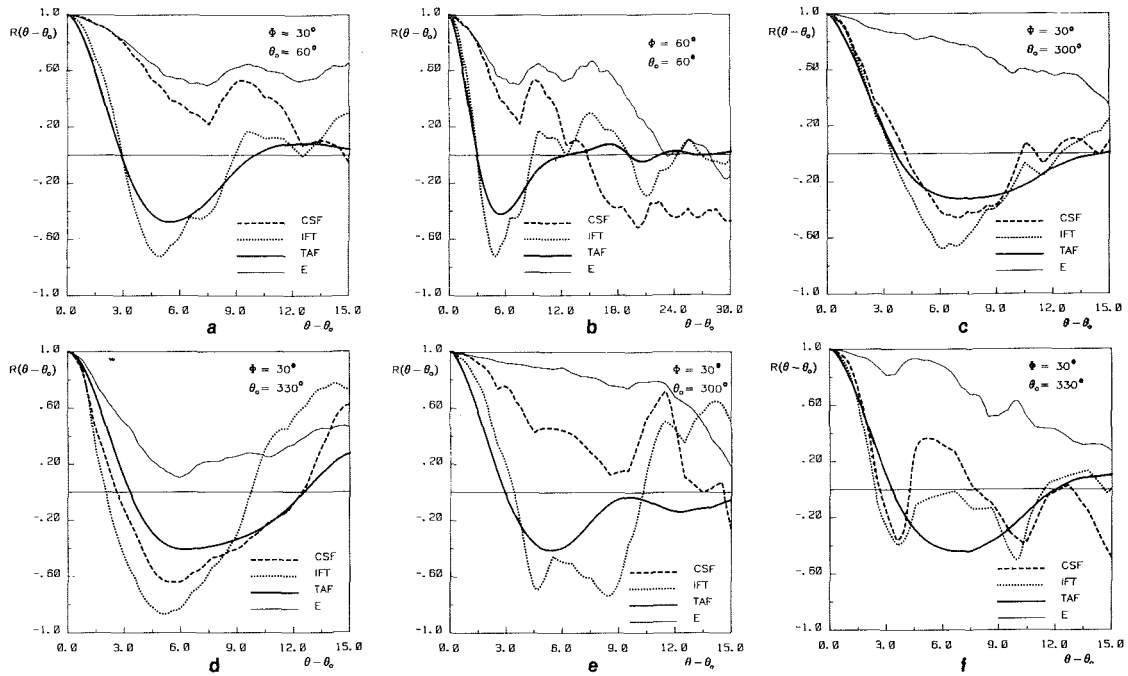 1.0
R(θ-θₒ)
.60
.20
-.20
-.60
-1.0
0.0 3.0 6.0 9.0 12.0 15.0
θ-θₒ
Φ = 30°
θₒ = 60°
CSF
IFT
TAF
E
a
1.0
R(θ-θₒ)
.60
.20
-.20
-.60
-1.0
0.0 6.0 12.0 18.0 24.0 30.0
θ-θₒ
Φ = 60°
θₒ = 60°
CSF
IFT
TAF
E
b
1.0
R(θ-θₒ)
.60
.20
-.20
-.60
-1.0
0.0 3.0 6.0 9.0 12.0 15.0
θ-θₒ
Φ = 30°
θₒ = 300°
CSF
IFT
TAF
E
c
1.0
R(θ-θₒ)
.60
.20
-.20
-.60
-1.0
0.0 3.0 6.0 9.0 12.0 15.0
θ-θₒ
Φ = 30°
θₒ = 330°
CSF
IFT
TAF
E
d
1.0
R(θ-θₒ)
.60
.20
-.20
-.60
-1.0
0.0 3.0 6.0 9.0 12.0 15.0
θ-θₒ
Φ = 30°
θₒ = 300°
CSF
IFT
TAF
E
e
1.0
R(θ-θₒ)
.60
.20
-.20
-.60
-1.0
0.0 3.0 6.0 9.0 12.0 15.0
θ-θₒ
Φ = 30°
θₒ = 330°
CSF
IFT
TAF
E
f